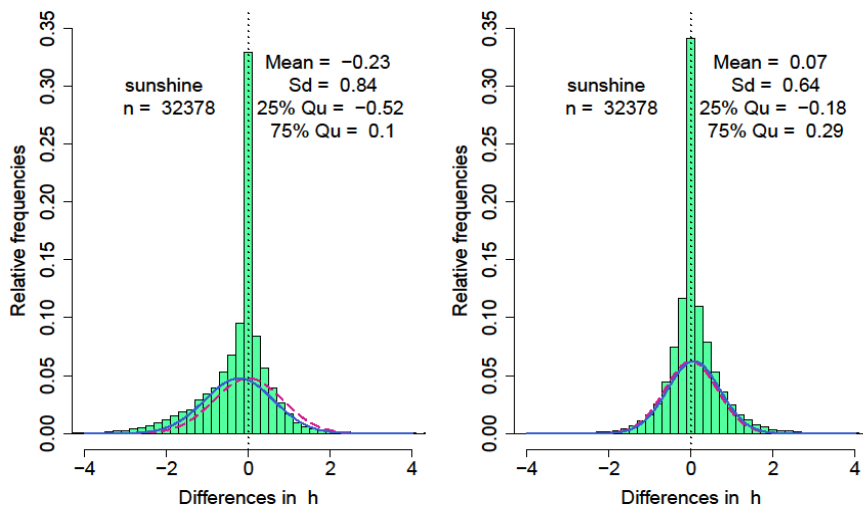 0.35
0.30
0.25
0.20
0.15
0.10
0.05
0.00
Relative frequencies
sunshine
n = 32378
Mean = −0.23
Sd = 0.84
25% Qu = −0.52
75% Qu = 0.1
−4 −2 0 2 4
Differences in h
0.35
0.30
0.25
0.20
0.15
0.10
0.05
0.00
Relative frequencies
sunshine
n = 32378
Mean = 0.07
Sd = 0.64
25% Qu = −0.18
75% Qu = 0.29
−4 −2 0 2 4
Differences in h